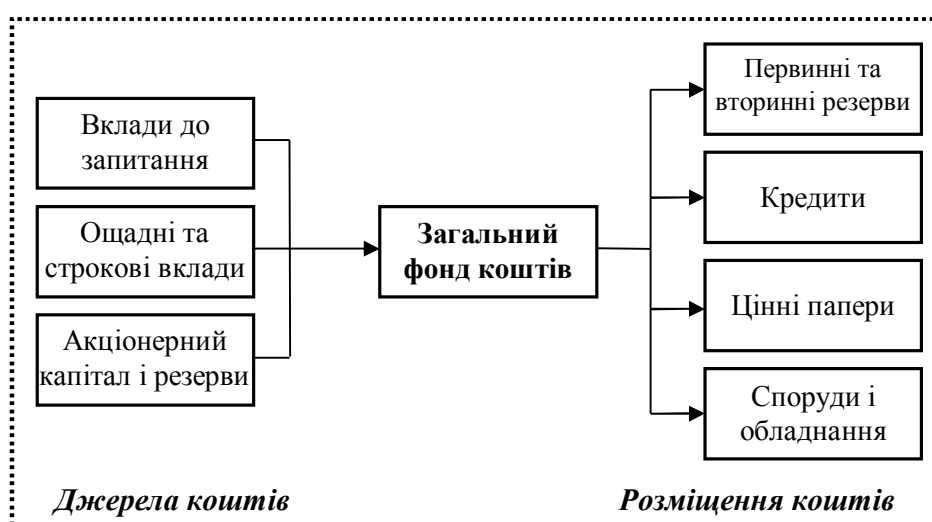 Вклади до
запитання
Ощадні та
строкові вклади
Акціонерний
капітал і резерви
Загальний
фонд коштів
Первинні та
вторинні резерви
Кредити
Цінні папери
Споруди і
обладнання
Джерела коштів
Розміщення коштів